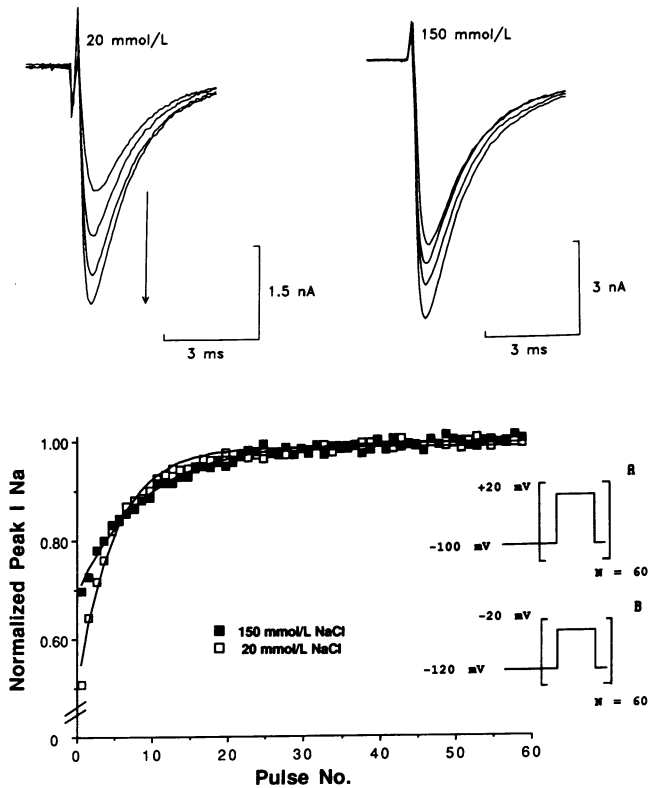 20 mmol/L
150 mmol/L
1.5 nA
3 ms
3 nA
3 ms
Normalized Peak I Na
1.00
0.80
0.60
0
0
10
20
30
40
50
60
Pulse No.
150 mmol/L NaCl
20 mmol/L NaCl
+20 mV
A
-100 mV
N = 60
-20 mV
B
-120 mV
N = 60